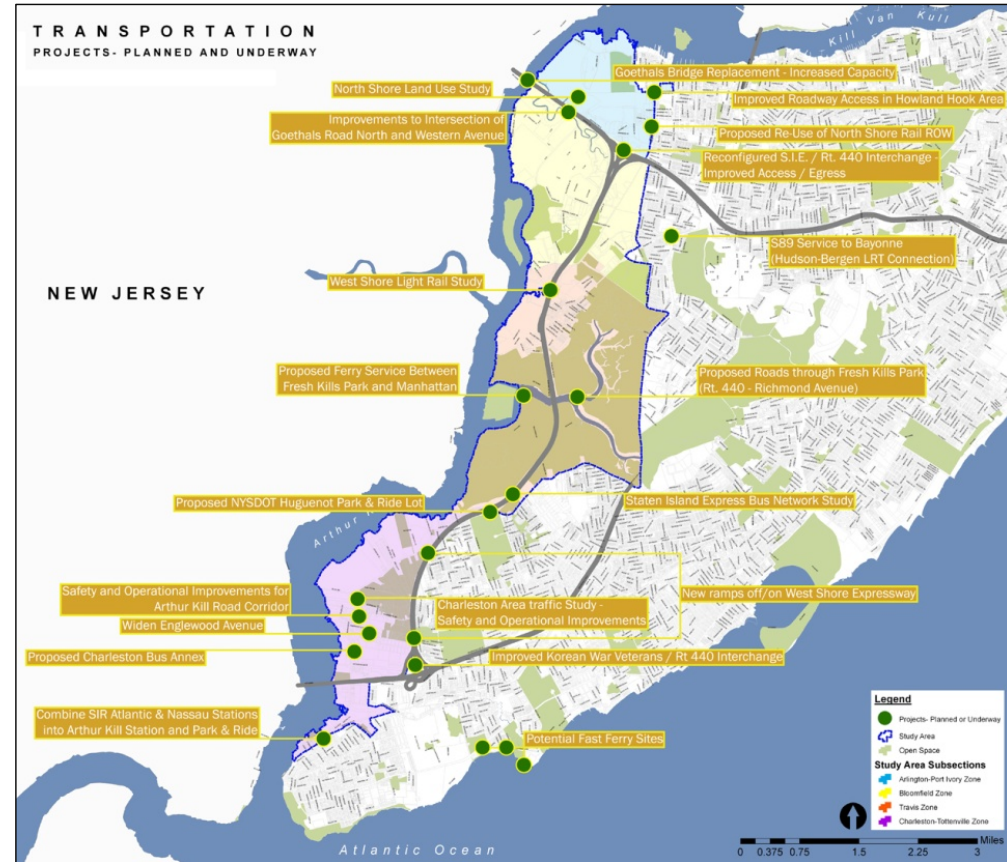 TRANSPORTATION
PROJECTS- PLANNED AND UNDERWAY
Kill Van Kull
Goethals Bridge Replacement - Increased Capacity
North Shore Land Use Study
Improved Roadway Access in Howland Hook Area
Improvements to Intersection of
Goethals Road North and Western Avenue
Proposed Re-Use of North Shore Rail ROW
Reconfigured S.I.E. / Rt. 440 Interchange -
Improved Access / Egress
S89 Service to Bayonne
(Hudson-Bergen LRT Connection)
NEW JERSEY
West Shore Light Rail Study
Proposed Ferry Service Between
Fresh Kills Park and Manhattan
Proposed Roads through Fresh Kills Park
(Rt. 440 - Richmond Avenue)
Proposed NYSDOT Huguenot Park & Ride Lot
Staten Island Express Bus Network Study
Arthur
Safety and Operational Improvements for
Arthur Kill Road Corridor
New ramps off/on West Shore Expressway
Charleston Area traffic Study -
Safety and Operational Improvements
Widen Englewood Avenue
Proposed Charleston Bus Annex
Improved Korean War Veterans / Rt 440 Interchange
Combine SIR Atlantic & Nassau Stations
into Arthur Kill Station and Park & Ride
Potential Fast Ferry Sites
Legend
Projects- Planned or Underway
Study Area
Open Space
Study Area Subsections
Arlington-Port Ivory Zone
Bloomfield Zone
Travis Zone
Charleston-Tottenville Zone
Miles
0 0.375 0.75 1.5 2.25 3
Atlantic Ocean